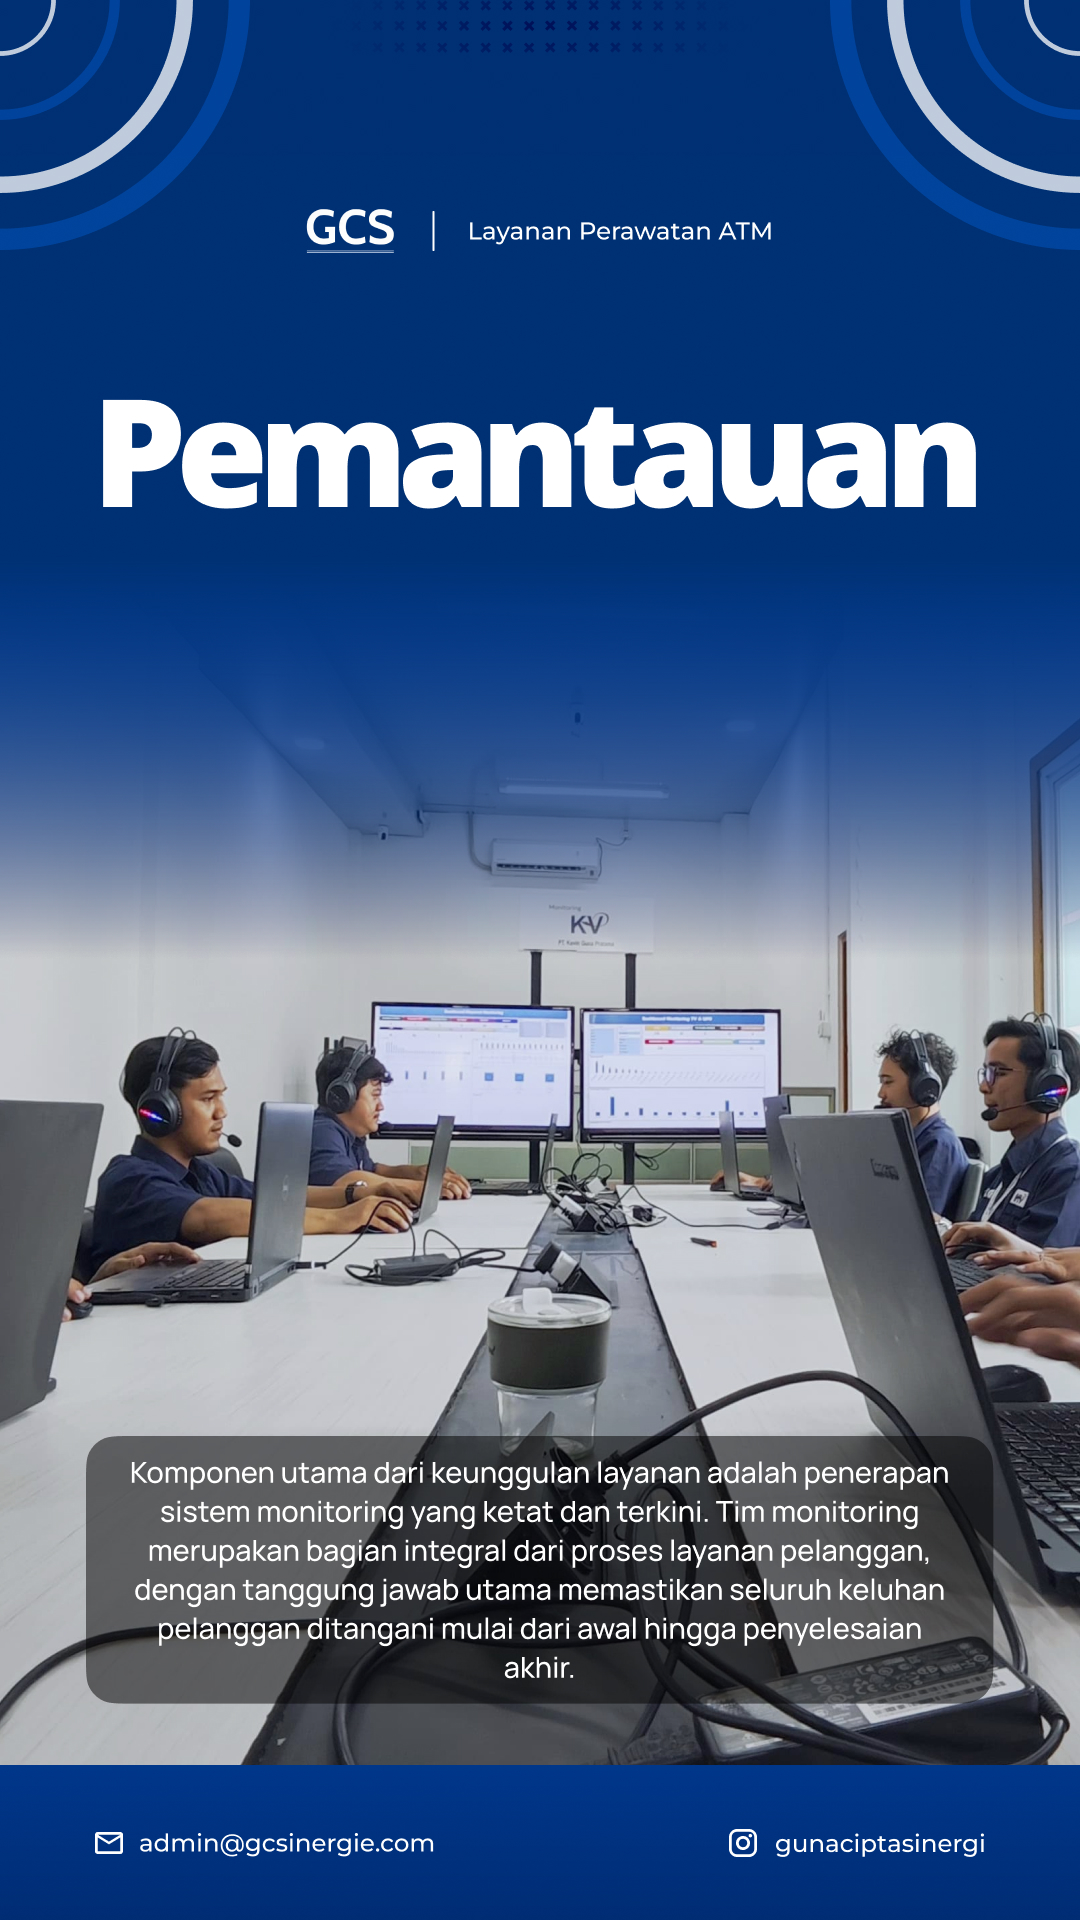 GCS
Layanan Perawatan ATM
Pemantauan
Monitoring
KV
Komponen utama dari keunggulan layanan adalah penerapan
sistem monitoring yang ketat dan terkini. Tim monitoring
merupakan bagian integral dari proses layanan pelanggan,
dengan tanggung jawab utama memastikan seluruh keluhan
pelanggan ditangani mulai dari awal hingga penyelesaian
akhir.
admin@gcsinergie.com
gunaciptasinergi